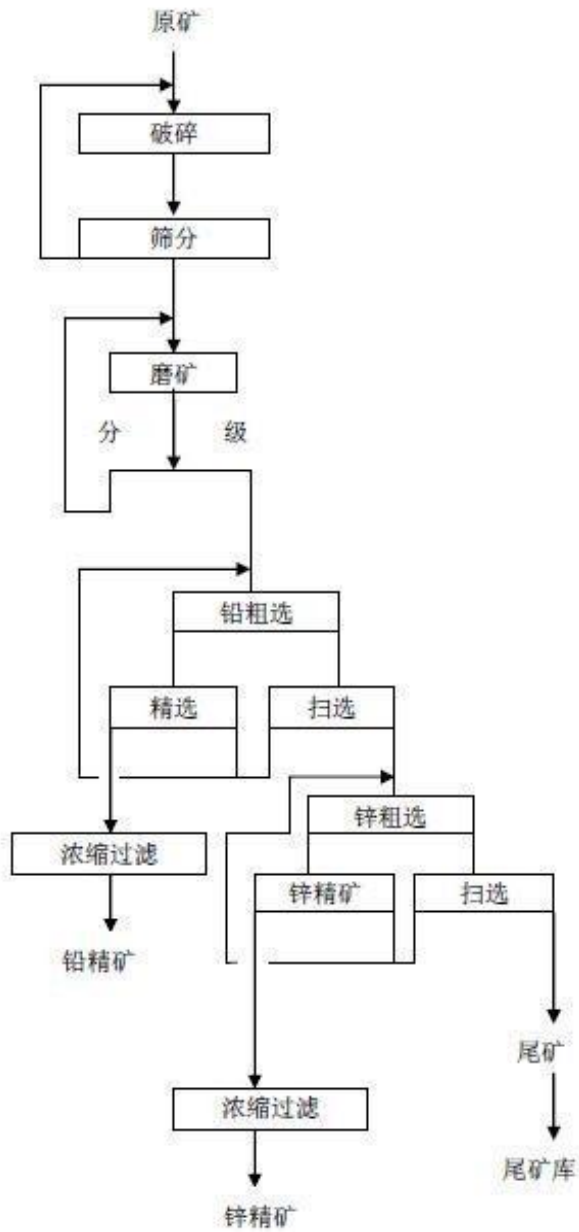 原矿
破碎
筛分
磨矿
分 级
铅粗选
精选 扫选
锌粗选
浓缩过滤
锌精矿 扫选
铅精矿
尾矿
浓缩过滤
尾矿库
锌精矿